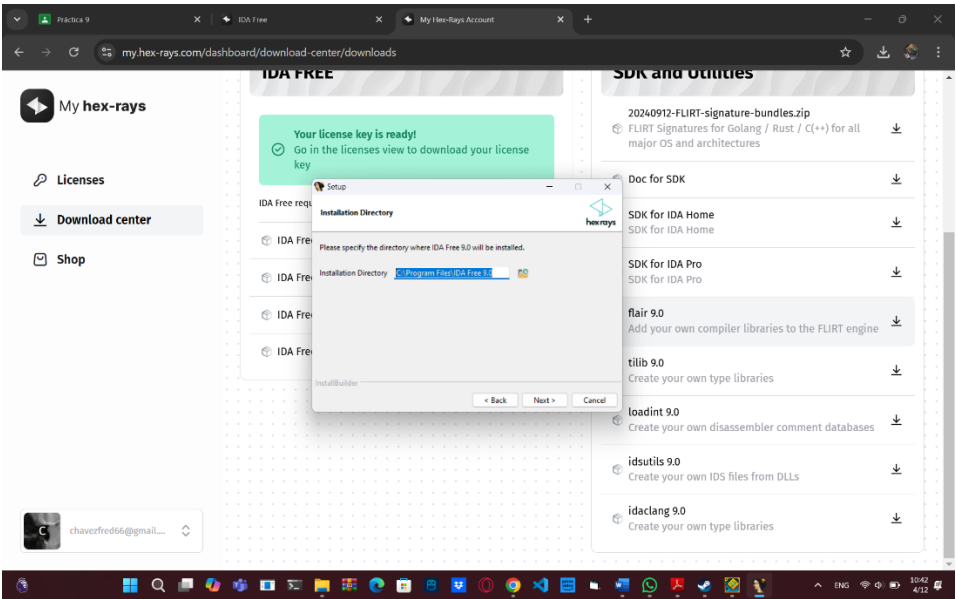 Práctica 9
IDA Free
My Hex-Rays Account
my.hex-rays.com/dashboard/download-center/downloads
My hex-rays
Licenses
Download center
Shop
chavezfred66@gmail....
IDA FREE
Your license key is ready!
Go in the licenses view to download your license
key
IDA Free requ
IDA Free
IDA Free
IDA Free
IDA Free
Setup
Installation Directory
hexrays
Please specify the directory where IDA Free 9.0 will be installed.
Installation Directory C:\Program Files\IDA Free 9.0
InstallBuilder
< Back Next > Cancel
SDK and Utilities
20240912-FLIRT-signature-bundles.zip
FLIRT Signatures for Golang / Rust / C(++) for all
major OS and architectures
Doc for SDK
SDK for IDA Home
SDK for IDA Home
SDK for IDA Pro
SDK for IDA Pro
flair 9.0
Add your own compiler libraries to the FLIRT engine
tilib 9.0
Create your own type libraries
loadint 9.0
Create your own disassembler comment databases
idsutils 9.0
Create your own IDS files from DLLs
idaclang 9.0
Create your own type libraries
ENG
10:42
4/12